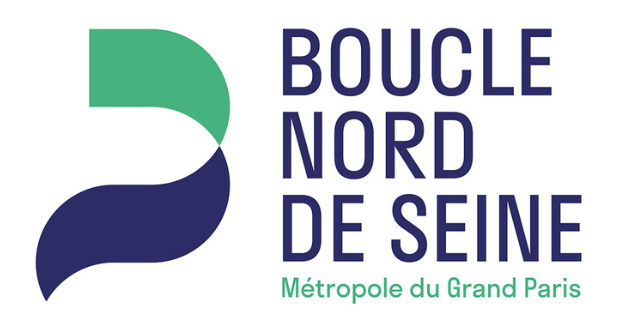 BOUCLE
NORD
DE SEINE
Métropole du Grand Paris